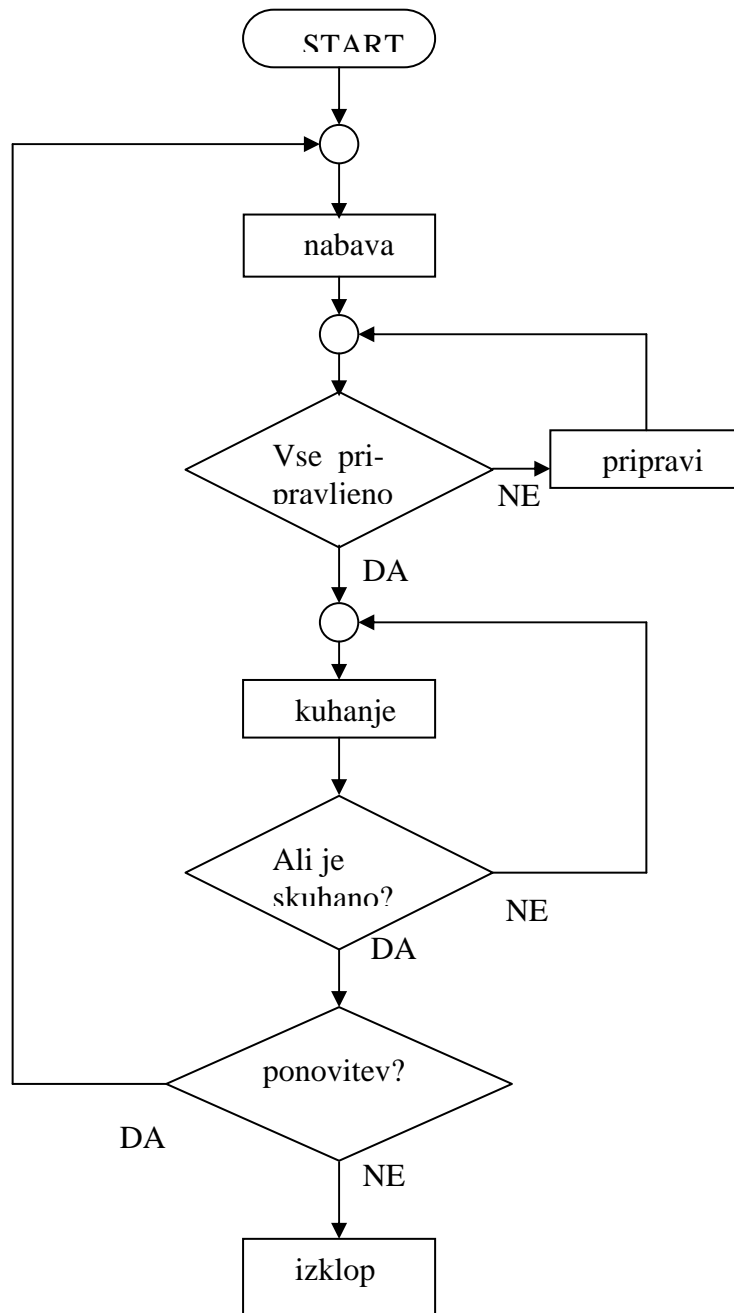 START
nabava
Vse pri-
pravljeno
pripravi
NE
DA
kuhanje
Ali je
skuhano?
NE
DA
ponovitev?
DA
NE
izklop